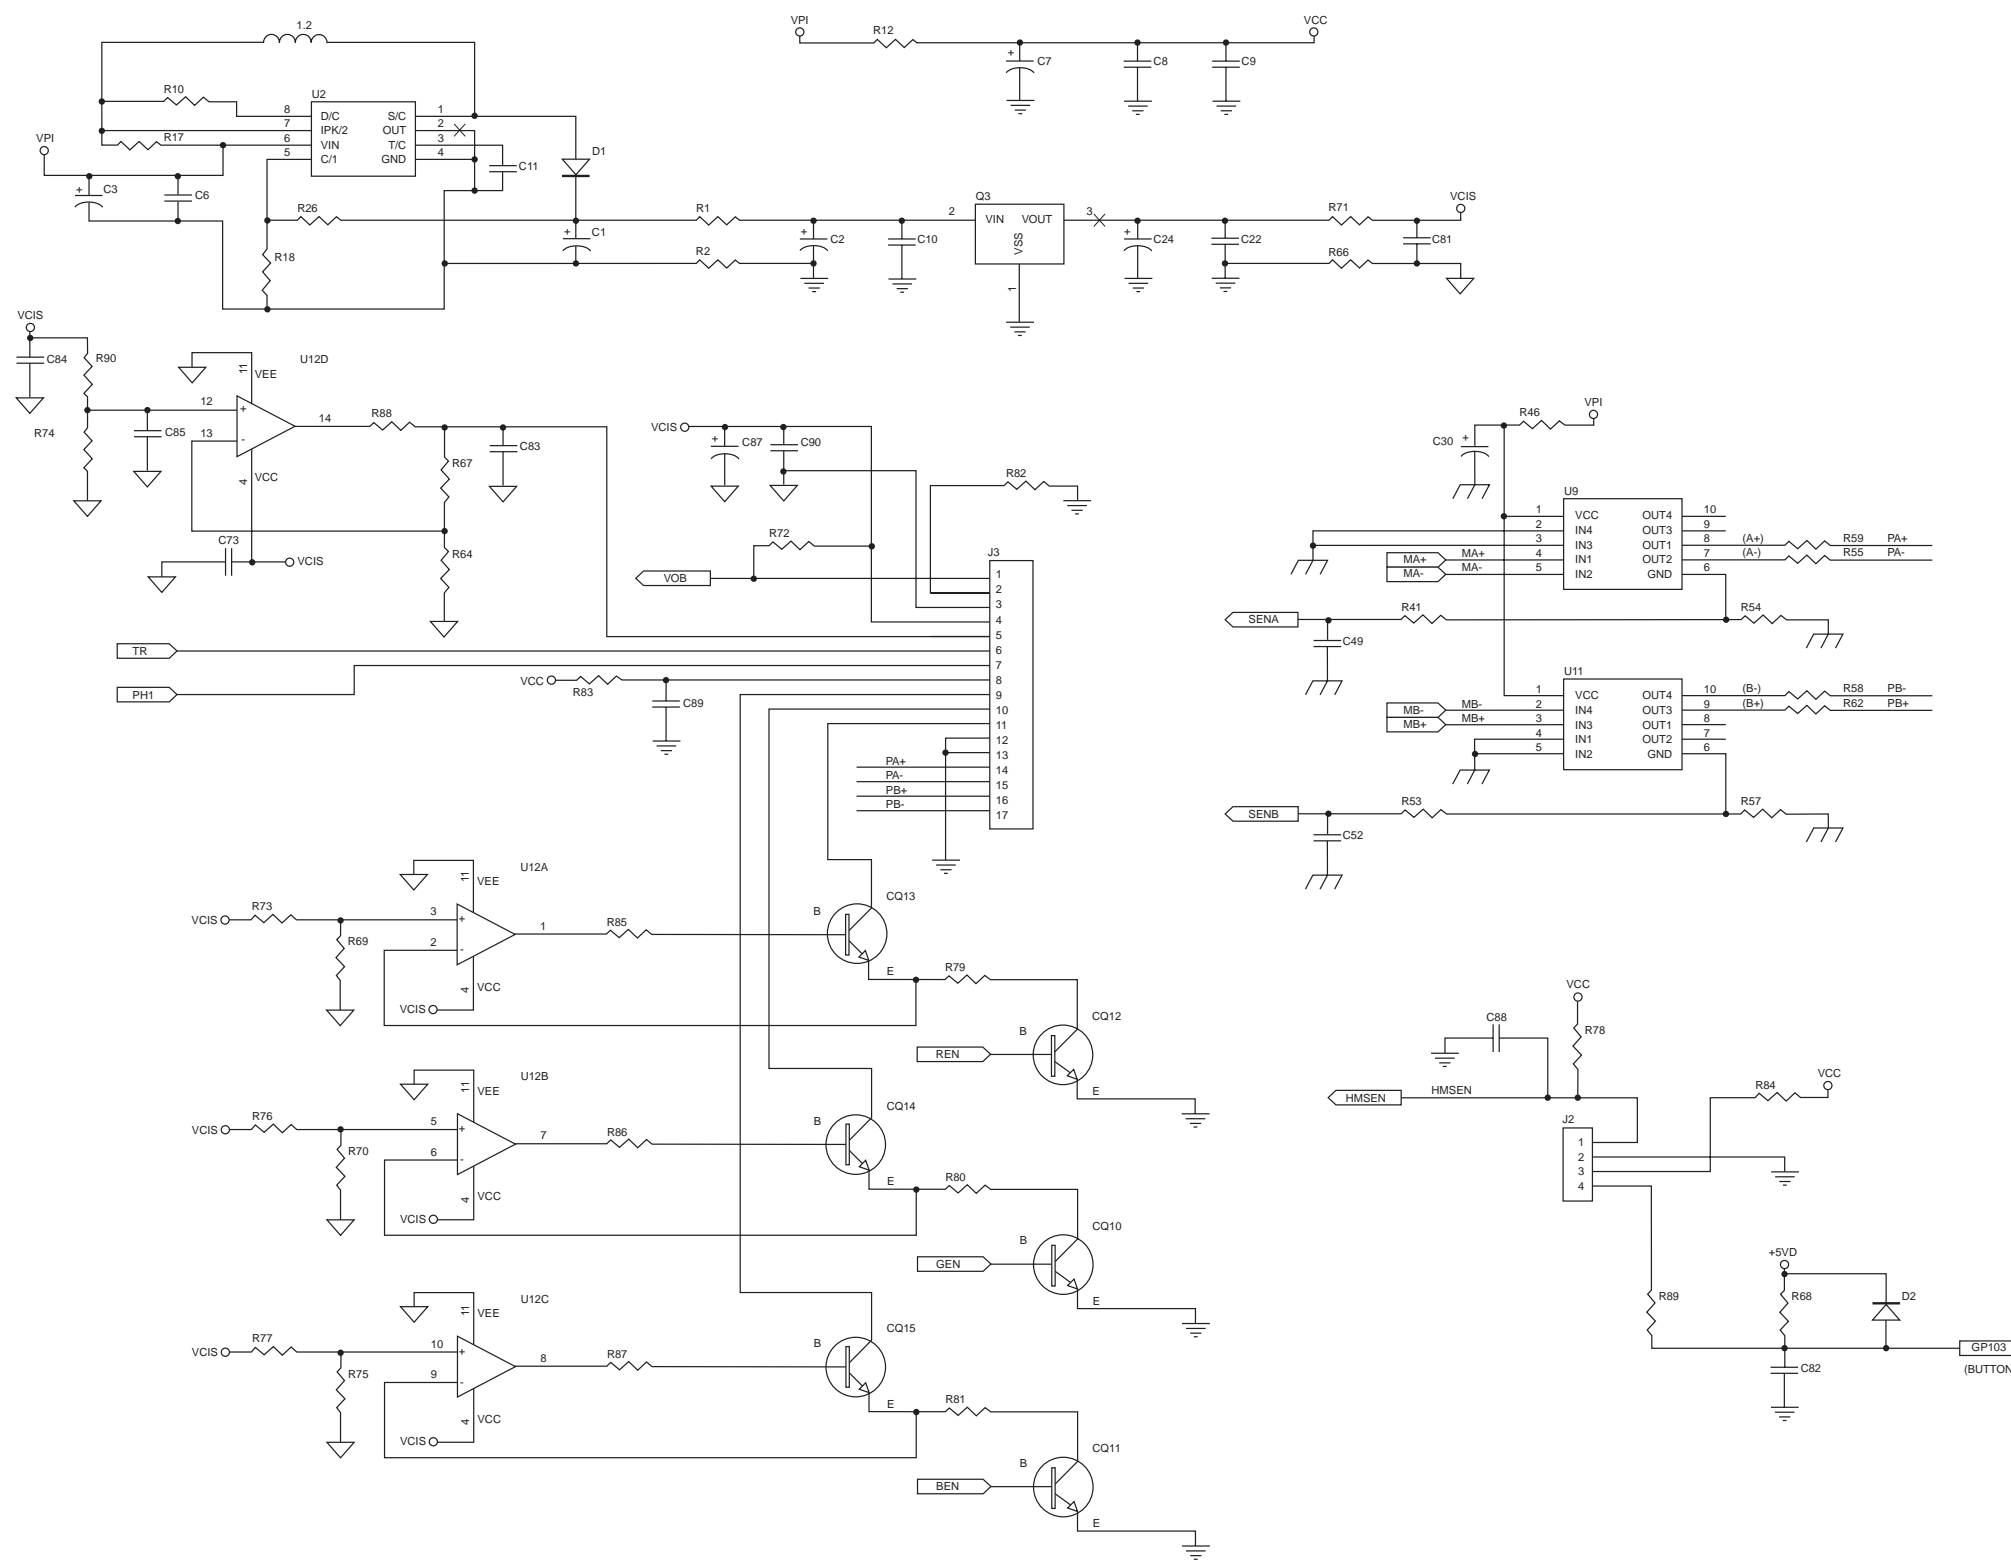 1.2
VPI
R12
VCC
C7
C8
C9
R10
U2
8
D/C
S/C
1
7
IPK/2
OUT
2
6
VIN
T/C
3
5
C/1
GND
4
R17
VPI
+
C3
C6
C11
D1
R26
R18
+
C1
R1
R2
+
C2
C10
+
Q3
2
VIN
VOUT
3
VSS
1
+
C24
C22
R71
R66
C81
VCIS
VCIS
C84
R90
R74
C85
U12D
11
VEE
12
+
13
-
14
4
VCC
R88
R67
C83
R64
C73
VCIS
VCIS
+
C87
C90
R82
R72
VOB
J3
1
2
3
4
5
6
7
8
9
10
11
12
13
14
15
16
17
TR
PH1
VCC
R83
C89
PA+
PA-
PB+
PB-
R46
VPI
C30
+
U9
1
VCC
OUT4
10
2
IN4
OUT3
9
3
IN3
OUT1
8
(A+)
R59
PA+
MA+
MA+
4
IN1
OUT2
7
(A-)
R55
PA-
MA-
MA-
5
IN2
GND
6
SENA
R41
R54
C49
U11
1
VCC
OUT4
10
(B-)
R58
PB-
MB-
MB-
2
IN4
OUT3
9
(B+)
R62
PB+
MB+
MB+
3
IN3
OUT1
8
4
IN1
OUT2
7
5
IN2
GND
6
SENB
R53
R57
C52
U12A
11
VEE
VCIS
R73
R69
3
+
2
-
1
4
VCC
VCIS
R85
B
CQ13
E
R79
CQ12
B
REN
E
U12B
11
VEE
VCIS
R76
R70
5
+
6
-
7
4
VCC
VCIS
R86
B
CQ14
E
R80
CQ10
B
GEN
E
U12C
11
VEE
VCIS
R77
R75
10
+
9
-
8
4
VCC
VCIS
R87
B
CQ15
E
R81
CQ11
B
BEN
E
VCC
C88
R78
HMSEN
HMSEN
R84
VCC
J2
1
2
3
4
+5VD
R89
R68
D2
C82
GP103
(BUTTON